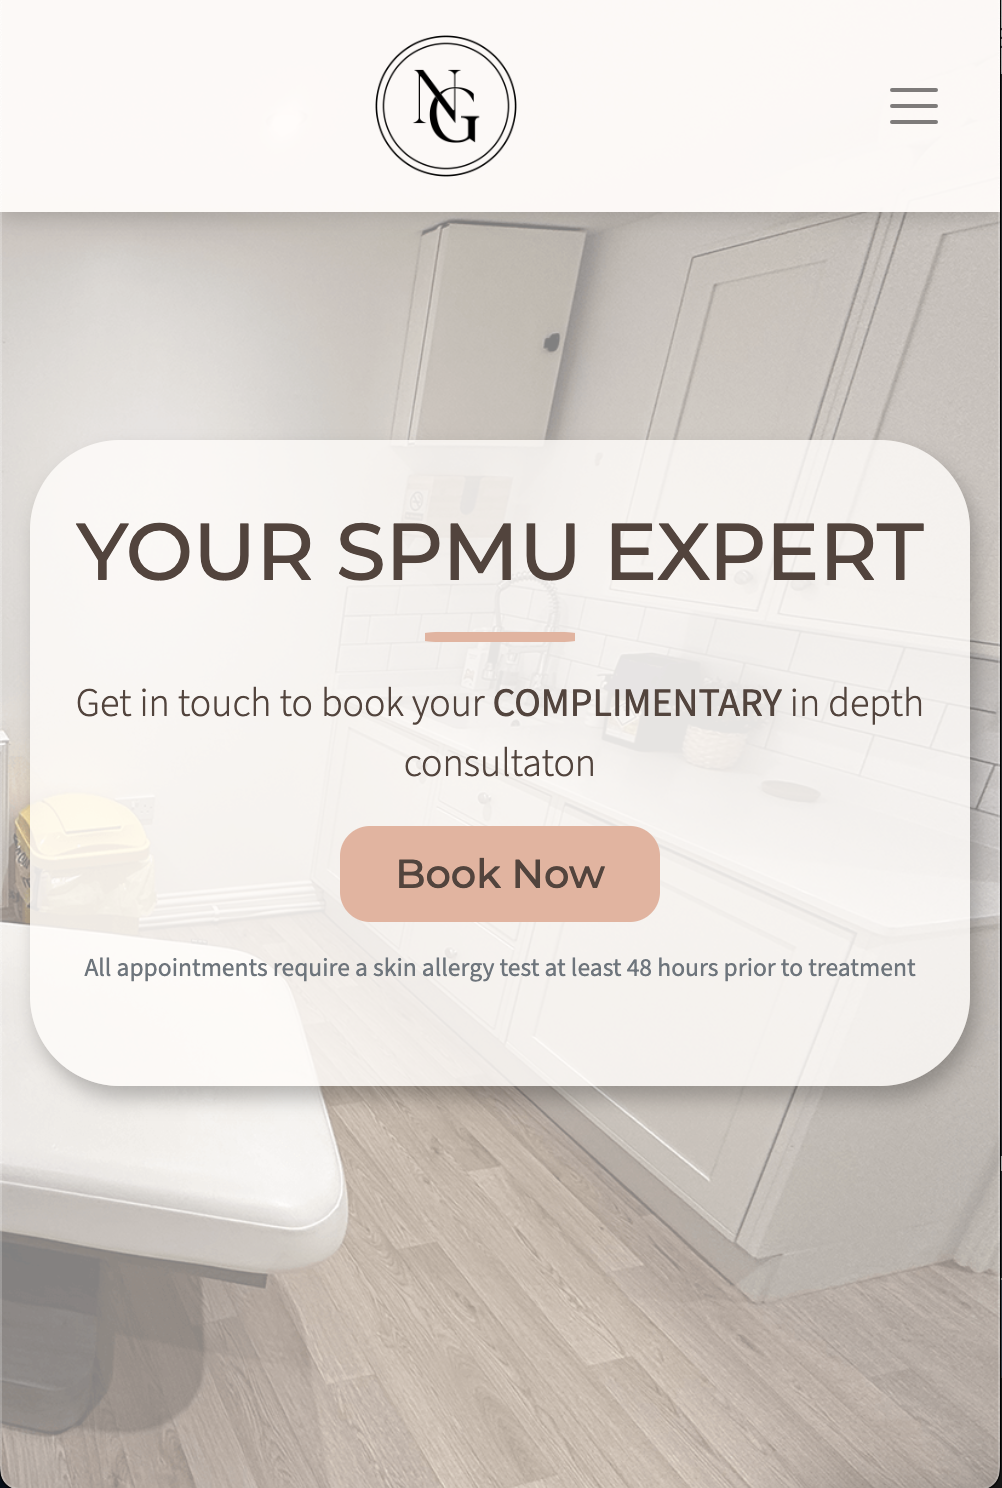 NG
YOUR SPMU EXPERT
Get in touch to book your COMPLIMENTARY in depth
consultaton
Book Now
All appointments require a skin allergy test at least 48 hours prior to treatment